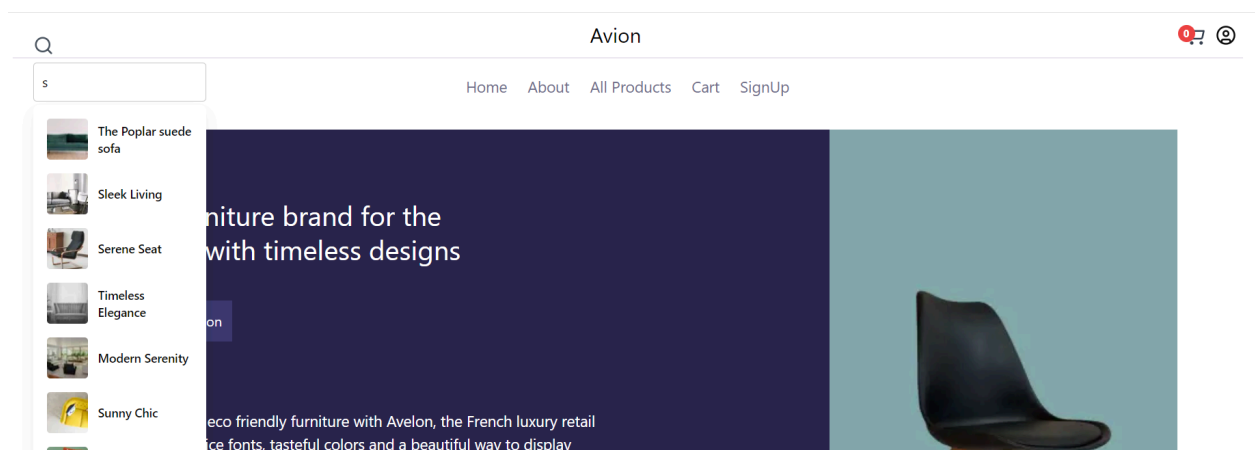 Avion
0
s
Home About All Products Cart SignUp
The Poplar suede
sofa
Sleek Living
Serene Seat
Timeless
Elegance
Modern Serenity
Sunny Chic
niture brand for the
with timeless designs
on
eco friendly furniture with Avelon, the French luxury retail
ice fonts, tasteful colors and a beautiful way to display